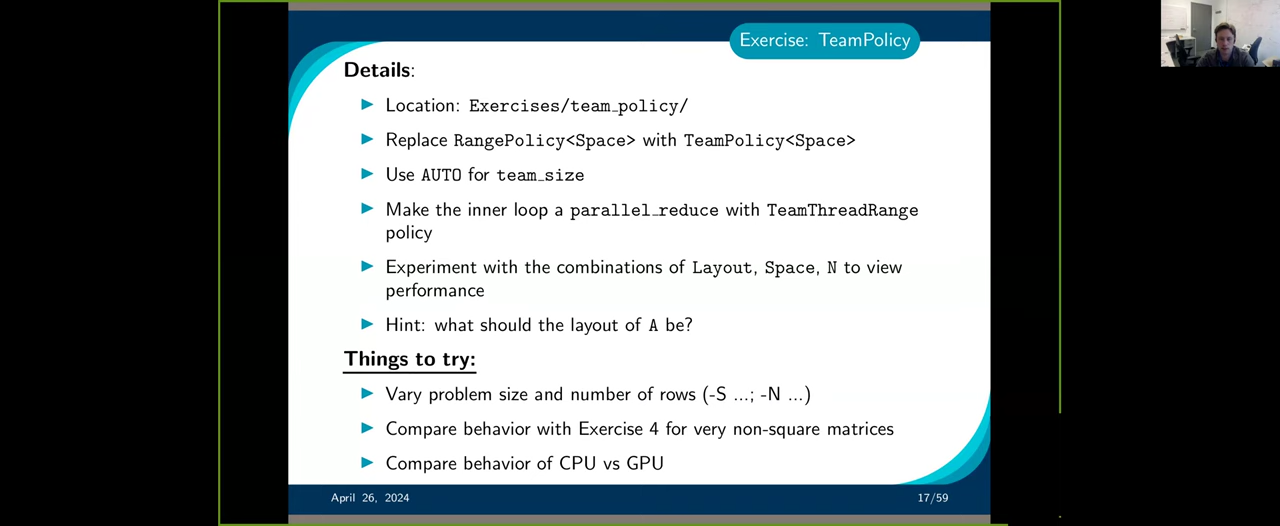 Exercise: TeamPolicy
Details:
Location: Exercises/team_policy/
Replace RangePolicy<Space> with TeamPolicy<Space>
Use AUTO for team_size
Make the inner loop a parallel_reduce with TeamThreadRange
policy
Experiment with the combinations of Layout, Space, N to view
performance
Hint: what should the layout of A be?
Things to try:
Vary problem size and number of rows (-S ...; -N ...)
Compare behavior with Exercise 4 for very non-square matrices
Compare behavior of CPU vs GPU
April 26, 2024
17/59